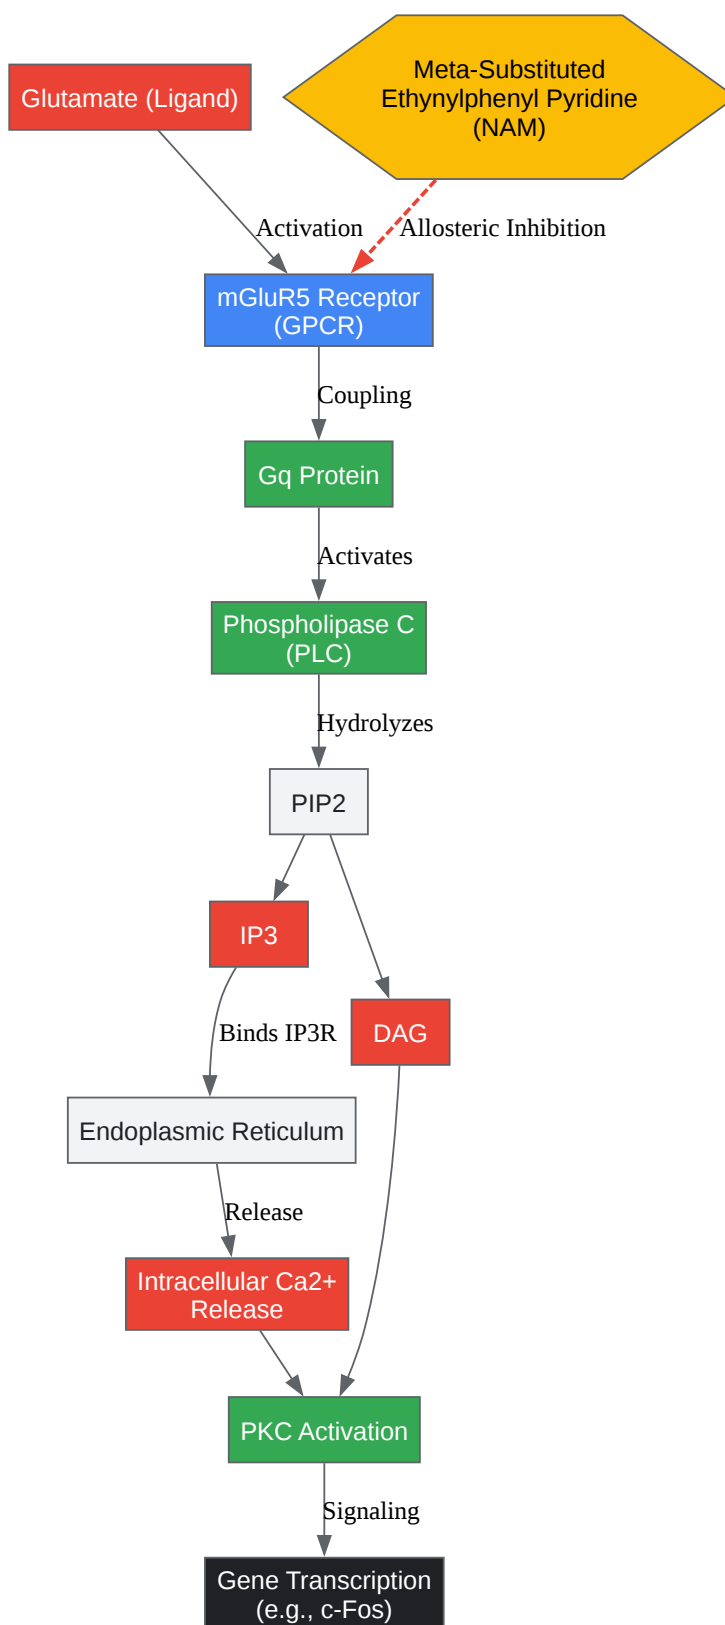 Meta-Substituted
Ethynylphenyl Pyridine
(NAM)
Glutamate (Ligand)
Activation
Allosteric Inhibition
mGluR5 Receptor
(GPCR)
Coupling
Gq Protein
Activates
Phospholipase C
(PLC)
Hydrolyzes
PIP2
IP3
DAG
Binds IP3R
Endoplasmic Reticulum
Release
Intracellular Ca2+
Release
PKC Activation
Signaling
Gene Transcription
(e.g., c-Fos)